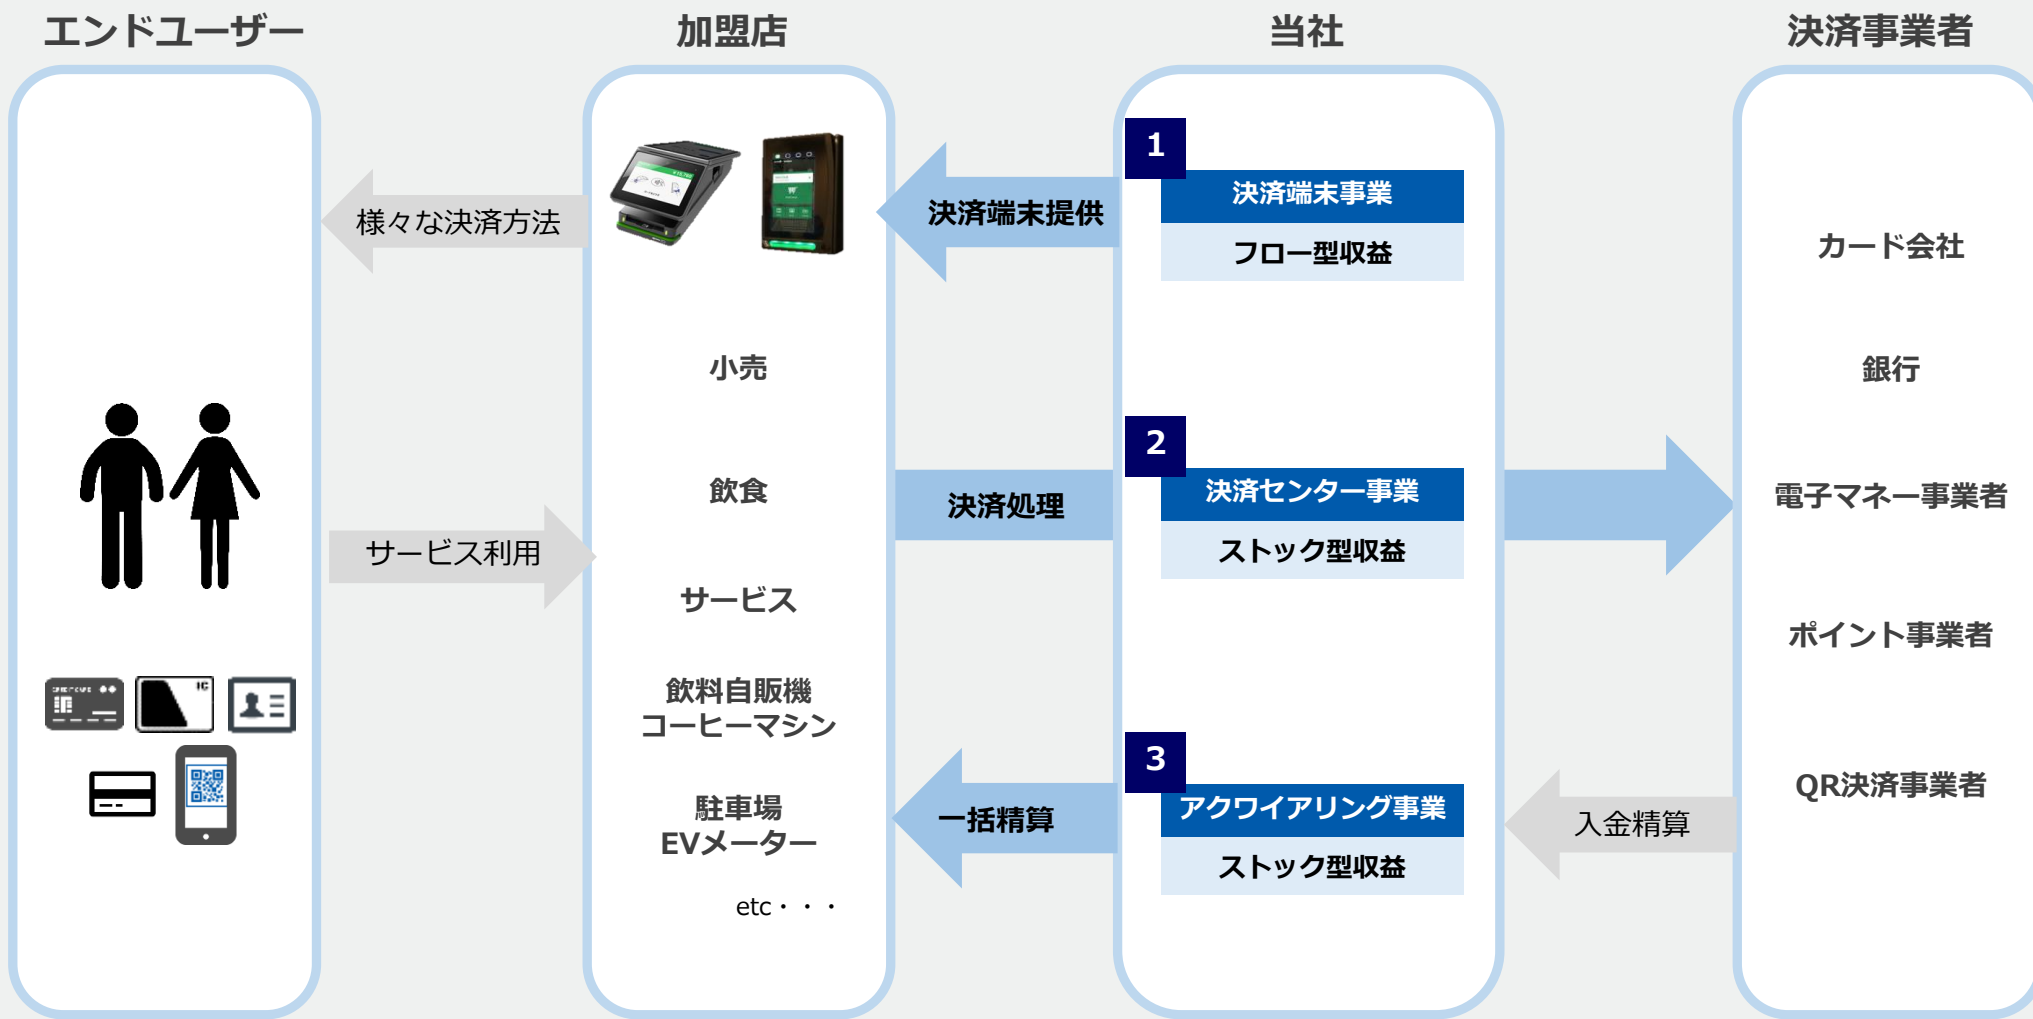 エンドユーザー
加盟店
当社
決済事業者
様々な決済方法
サービス利用
小売
飲食
サービス
飲料自販機
コーヒーマシン
駐車場
EVメーター
etc・・・
決済端末提供
決済処理
一括精算
1
決済端末事業
フロー型収益
2
決済センター事業
ストック型収益
3
アクワイアリング事業
ストック型収益
入金精算
カード会社
銀行
電子マネー事業者
ポイント事業者
QR決済事業者
IC